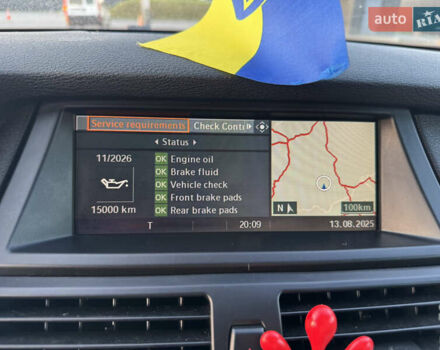 auto RIA
Service requirements Check Contr
Status
11/2026
15000 km
OK Engine oil
OK Brake fluid
OK Vehicle check
OK Front brake pads
OK Rear brake pads
N 100km
T 20:09 13.08.2025